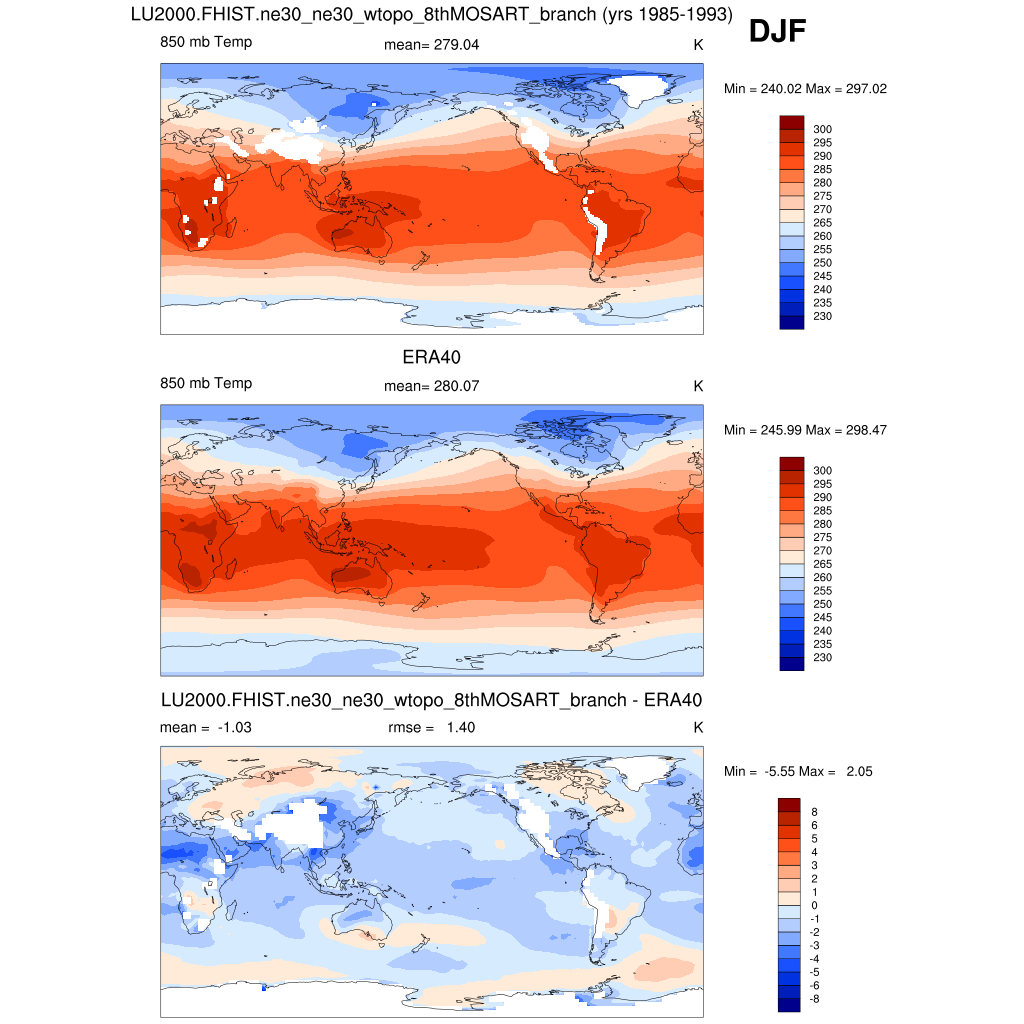 LU2000.FHIST.ne30_ne30_wtopo_8thMOSART_branch (yrs 1985-1993)
DJF
850 mb Temp
mean= 279.04
K
Min = 240.02 Max = 297.02
300
295
290
285
280
275
270
265
260
255
250
245
240
235
230
ERA40
850 mb Temp
mean= 280.07
K
Min = 245.99 Max = 298.47
300
295
290
285
280
275
270
265
260
255
250
245
240
235
230
LU2000.FHIST.ne30_ne30_wtopo_8thMOSART_branch - ERA40
mean = -1.03
rmse = 1.40
K
Min = -5.55 Max = 2.05
8
6
5
4
3
2
1
0
-1
-2
-3
-4
-5
-6
-8